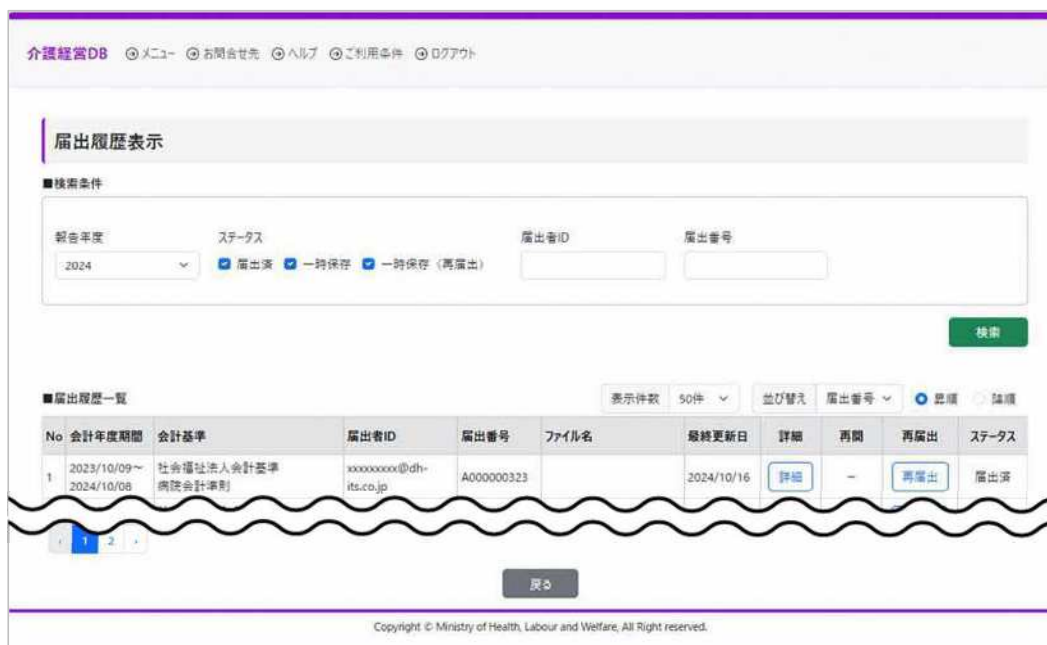 介護経営DB メニュー お問合せ先 ヘルプ ご利用条件 ログアウト
届出履歴表示
■検索条件
報告年度 ステータス 届出者ID 届出番号
2024 届出済 一時保存 一時保存（再届出）
検索
■届出履歴一覧 表示件数 50件 並び替え 届出番号 昇順 降順
No 会計年度期間 会計基準 届出者ID 届出番号 ファイル名 最終更新日 詳細 再開 再届出 ステータス
1 2023/10/09～ 社会福祉法人会計基準 xxxxxxxxx@dh- A000000323 2024/10/16 詳細 － 再届出 届出済
2024/10/08 病院会計準則 its.co.jp
‹ 1 2 ›
戻る
Copyright © Ministry of Health, Labour and Welfare, All Right reserved.